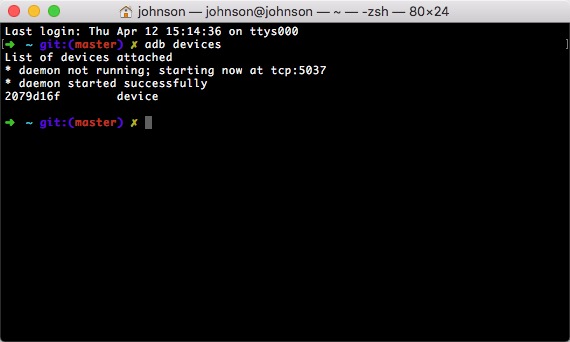 johnson — johnson@johnson — ~ — -zsh — 80×24
Last login: Thu Apr 12 15:14:36 on ttys000
[➜  ~ git:(master) ✗ adb devices                                               ]
List of devices attached
* daemon not running; starting now at tcp:5037
* daemon started successfully
2079d16f        device
➜  ~ git:(master) ✗